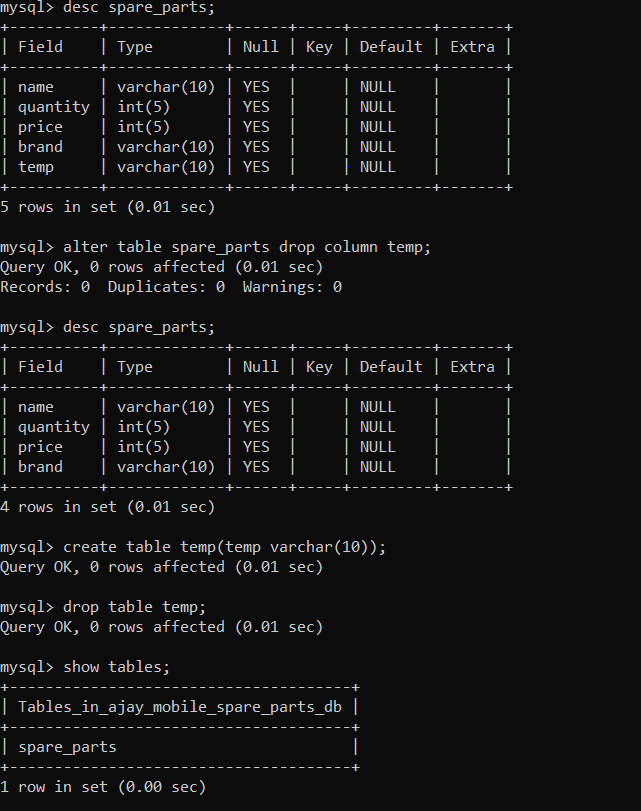 mysql> desc spare_parts;
+----------+-------------+------+-----+---------+-------+
| Field    | Type        | Null | Key | Default | Extra |
+----------+-------------+------+-----+---------+-------+
| name     | varchar(10) | YES  |     | NULL    |       |
| quantity | int(5)      | YES  |     | NULL    |       |
| price    | int(5)      | YES  |     | NULL    |       |
| brand    | varchar(10) | YES  |     | NULL    |       |
| temp     | varchar(10) | YES  |     | NULL    |       |
+----------+-------------+------+-----+---------+-------+
5 rows in set (0.01 sec)

mysql> alter table spare_parts drop column temp;
Query OK, 0 rows affected (0.01 sec)
Records: 0  Duplicates: 0  Warnings: 0

mysql> desc spare_parts;
+----------+-------------+------+-----+---------+-------+
| Field    | Type        | Null | Key | Default | Extra |
+----------+-------------+------+-----+---------+-------+
| name     | varchar(10) | YES  |     | NULL    |       |
| quantity | int(5)      | YES  |     | NULL    |       |
| price    | int(5)      | YES  |     | NULL    |       |
| brand    | varchar(10) | YES  |     | NULL    |       |
+----------+-------------+------+-----+---------+-------+
4 rows in set (0.01 sec)

mysql> create table temp(temp varchar(10));
Query OK, 0 rows affected (0.01 sec)

mysql> drop table temp;
Query OK, 0 rows affected (0.01 sec)

mysql> show tables;
+--------------------------------------+
| Tables_in_ajay_mobile_spare_parts_db |
+--------------------------------------+
| spare_parts                          |
+--------------------------------------+
1 row in set (0.00 sec)